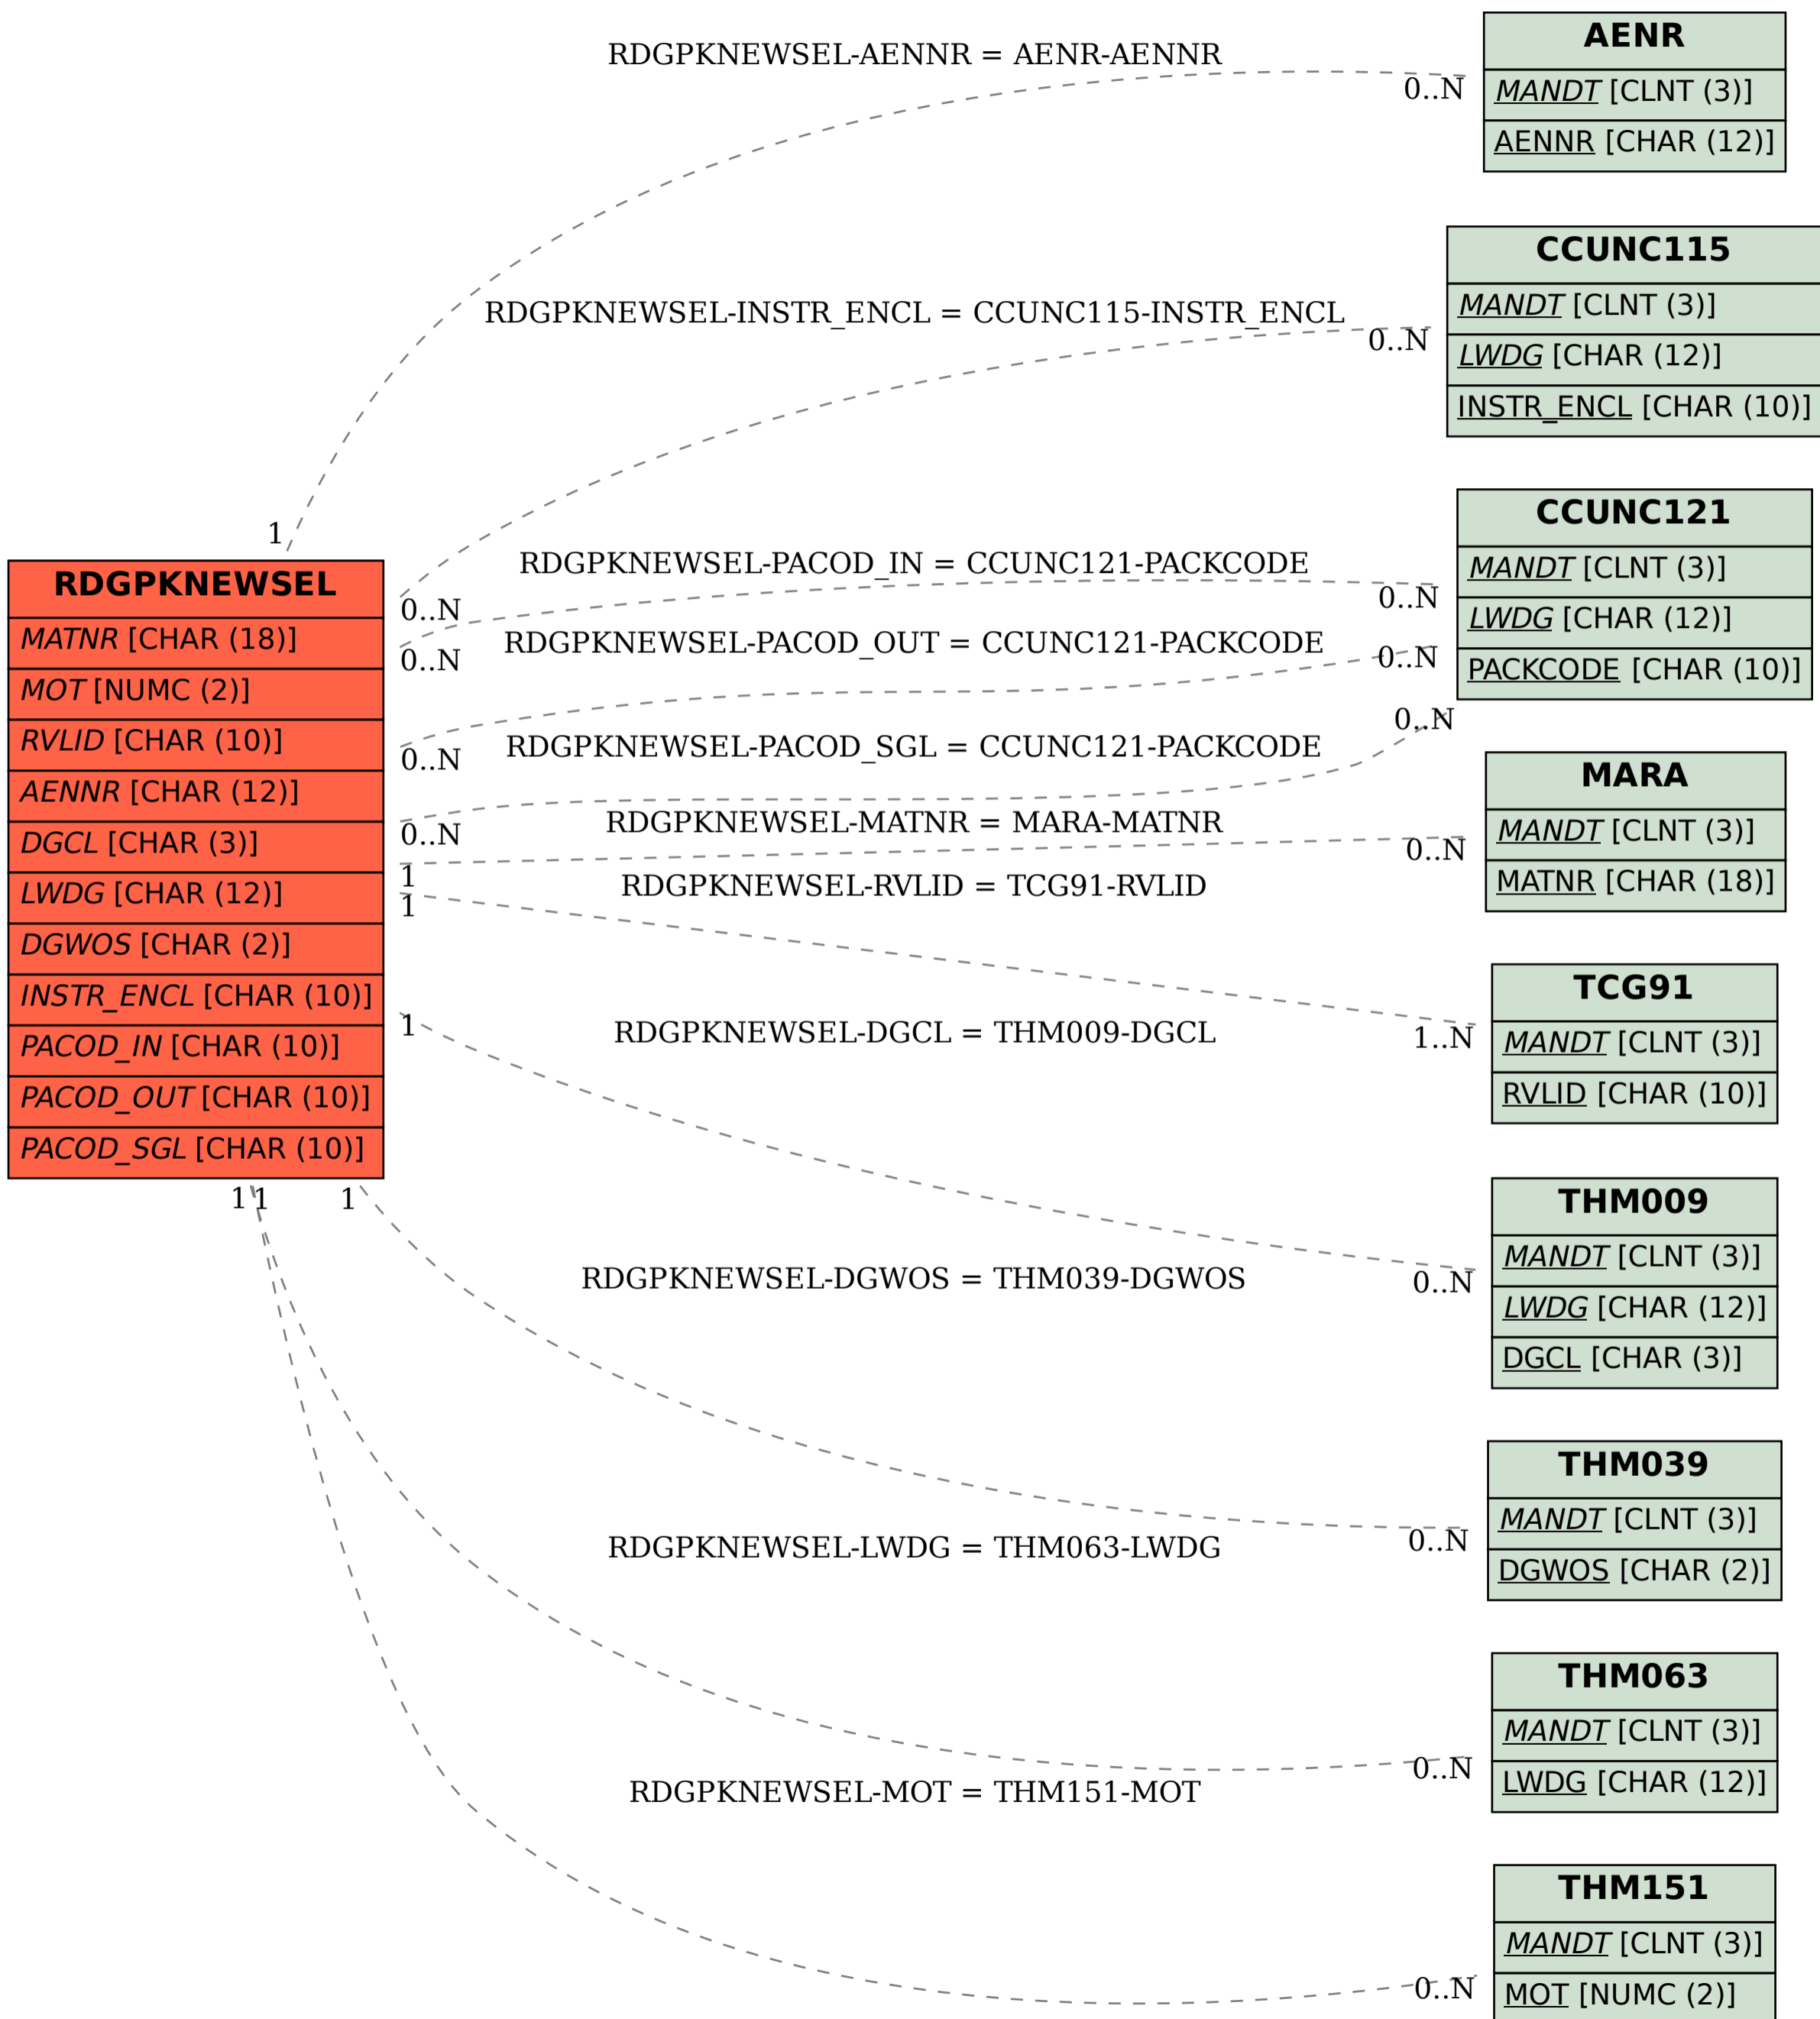 RDGPKNEWSEL
MATNR [CHAR (18)]
MOT [NUMC (2)]
RVLID [CHAR (10)]
AENNR [CHAR (12)]
DGCL [CHAR (3)]
LWDG [CHAR (12)]
DGWOS [CHAR (2)]
INSTR_ENCL [CHAR (10)]
PACOD_IN [CHAR (10)]
PACOD_OUT [CHAR (10)]
PACOD_SGL [CHAR (10)]
RDGPKNEWSEL-AENNR = AENR-AENNR
1
0..N
RDGPKNEWSEL-INSTR_ENCL = CCUNC115-INSTR_ENCL
0..N
0..N
RDGPKNEWSEL-PACOD_IN = CCUNC121-PACKCODE
0..N
0..N
RDGPKNEWSEL-PACOD_OUT = CCUNC121-PACKCODE
0..N
0..N
RDGPKNEWSEL-PACOD_SGL = CCUNC121-PACKCODE
0..N
0..N
RDGPKNEWSEL-MATNR = MARA-MATNR
1
0..N
RDGPKNEWSEL-RVLID = TCG91-RVLID
1
1..N
RDGPKNEWSEL-DGCL = THM009-DGCL
1
0..N
RDGPKNEWSEL-DGWOS = THM039-DGWOS
1
0..N
RDGPKNEWSEL-LWDG = THM063-LWDG
1
0..N
RDGPKNEWSEL-MOT = THM151-MOT
1
0..N
AENR
MANDT [CLNT (3)]
AENNR [CHAR (12)]
CCUNC115
MANDT [CLNT (3)]
LWDG [CHAR (12)]
INSTR_ENCL [CHAR (10)]
CCUNC121
MANDT [CLNT (3)]
LWDG [CHAR (12)]
PACKCODE [CHAR (10)]
MARA
MANDT [CLNT (3)]
MATNR [CHAR (18)]
TCG91
MANDT [CLNT (3)]
RVLID [CHAR (10)]
THM009
MANDT [CLNT (3)]
LWDG [CHAR (12)]
DGCL [CHAR (3)]
THM039
MANDT [CLNT (3)]
DGWOS [CHAR (2)]
THM063
MANDT [CLNT (3)]
LWDG [CHAR (12)]
THM151
MANDT [CLNT (3)]
MOT [NUMC (2)]